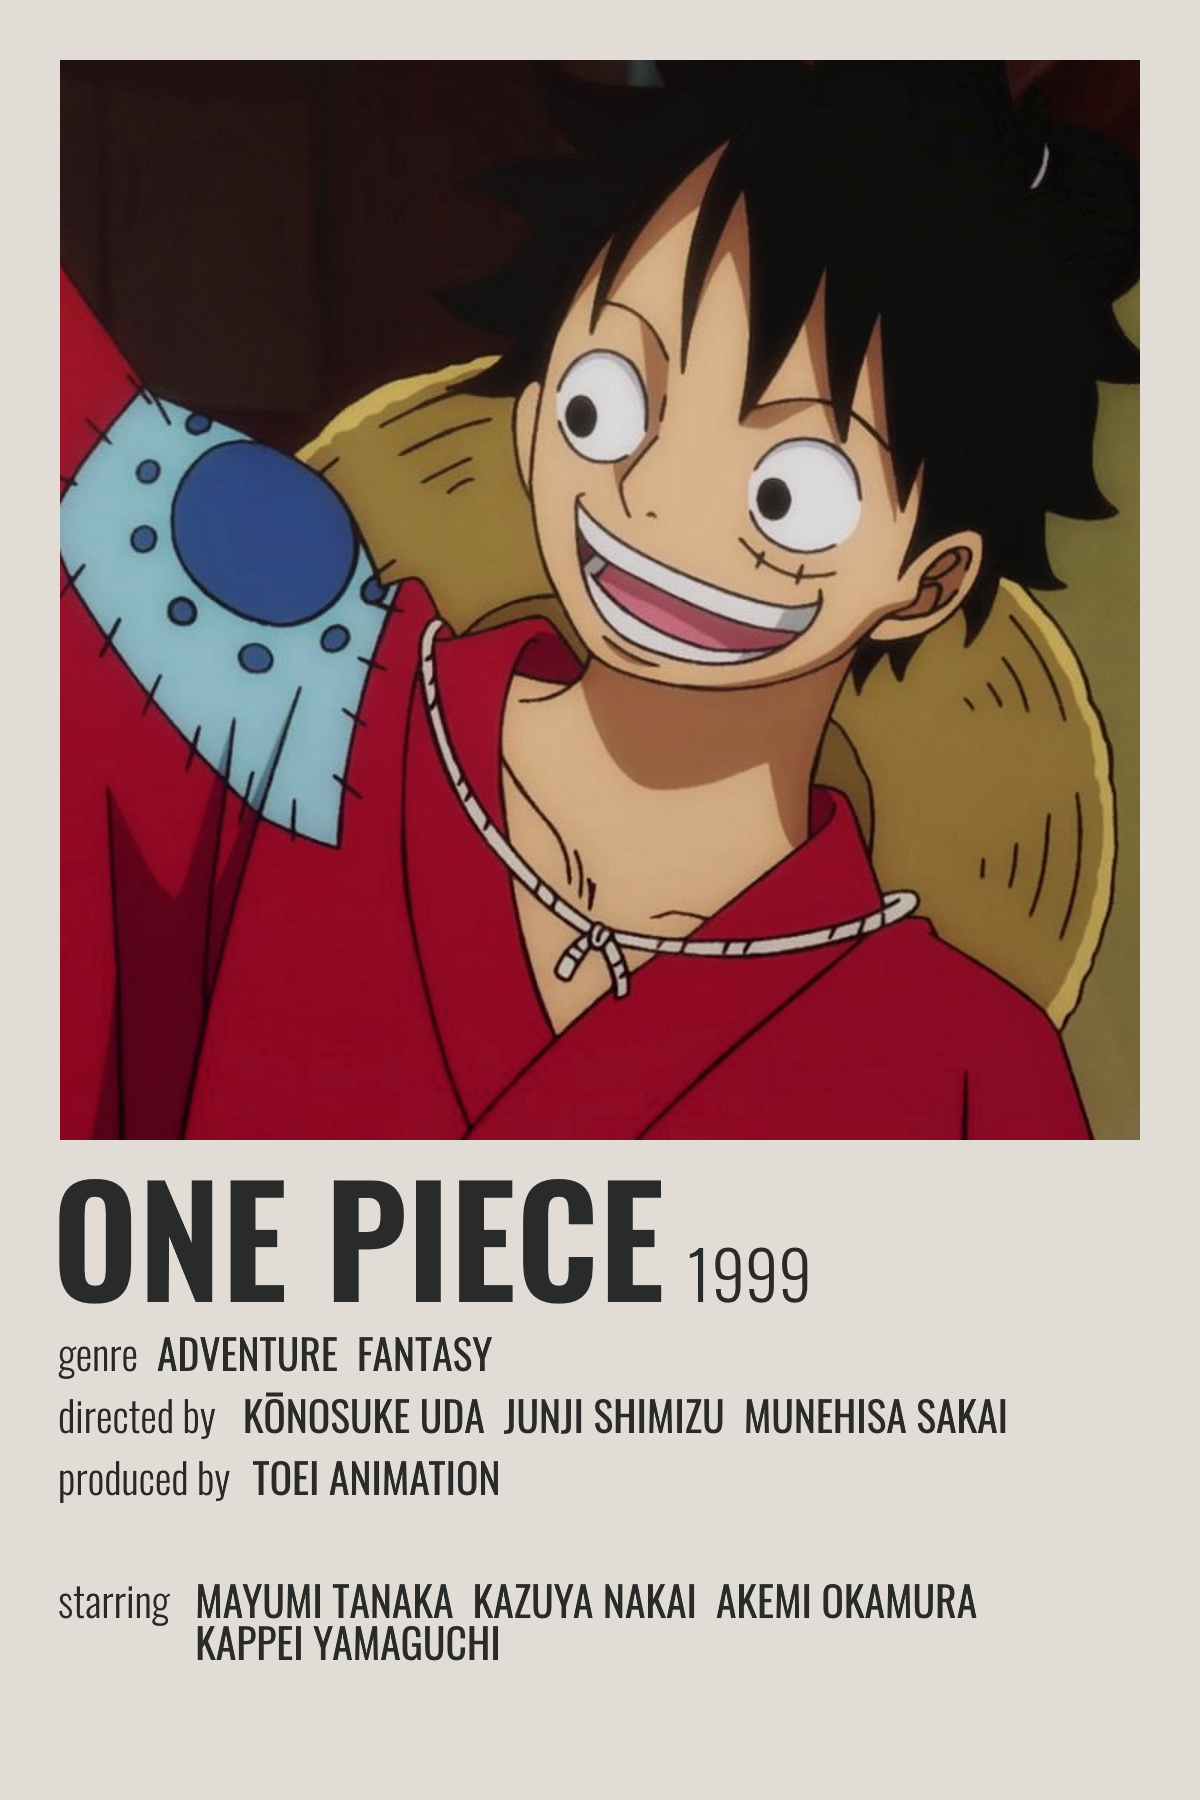 ONE PIECE 1999
genre ADVENTURE FANTASY
directed by KŌNOSUKE UDA JUNJI SHIMIZU MUNEHISA SAKAI
produced by TOEI ANIMATION
starring MAYUMI TANAKA KAZUYA NAKAI AKEMI OKAMURA
KAPPEI YAMAGUCHI